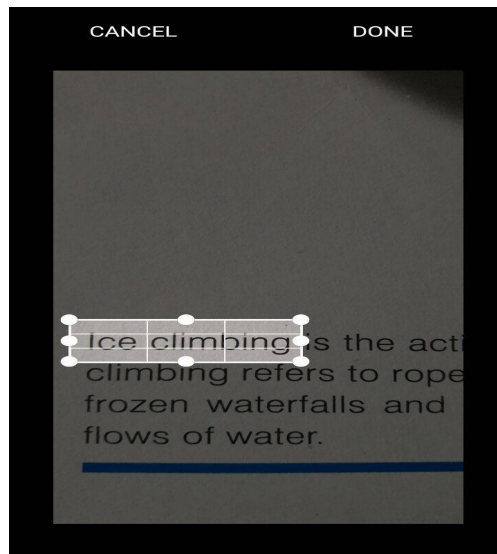 CANCEL DONE
Ice climbing is the acti
climbing refers to rope
frozen waterfalls and
flows of water.